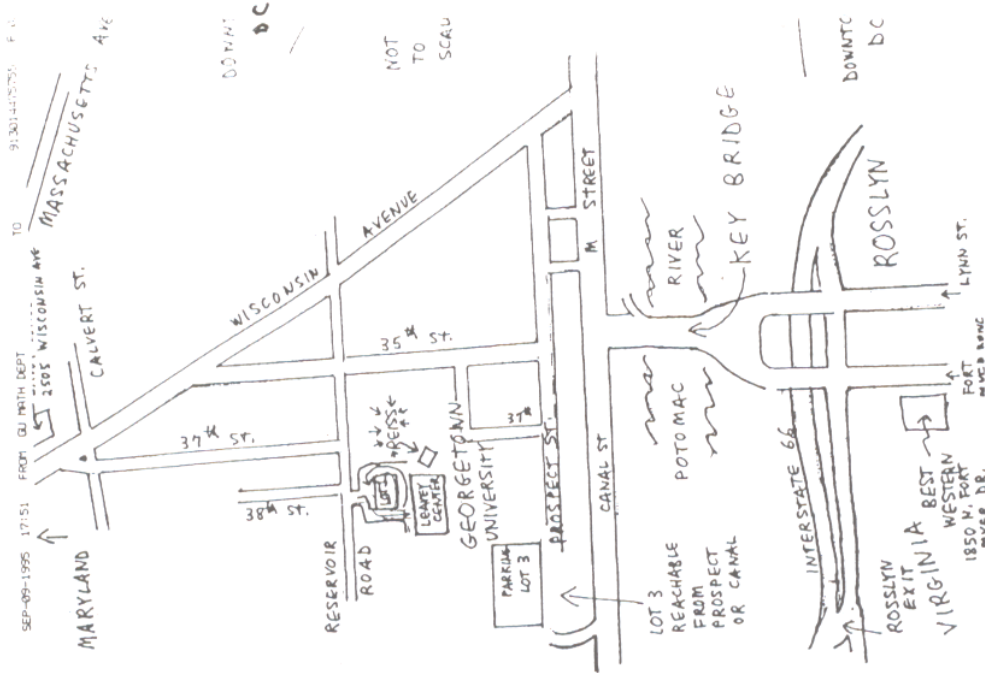 SEP-09-1995 17:51 FROM GU MATH DEPT TO
2505 WISCONSIN AVE
MASSACHUSETTS AVE
MARYLAND
CALVERT ST.
DC
NOT
TO
37th ST.
WISCONSIN AVENUE
38th ST.
35th ST.
RESERVOIR
ROAD
LEAVEY
CENTER
REISS
GEORGETOWN
UNIVERSITY
37th
PARKING
LOT 3
PROSPECT ST.
CANAL ST
M STREET
LOT 3
REACHABLE
FROM
PROSPECT
OR CANAL
POTOMAC RIVER
KEY BRIDGE
INTERSTATE 66
ROSSLYN
DC
ROSSLYN
EXIT
VIRGINIA
BEST
WESTERN
1850 N. FORT
FORT
LYNN ST.